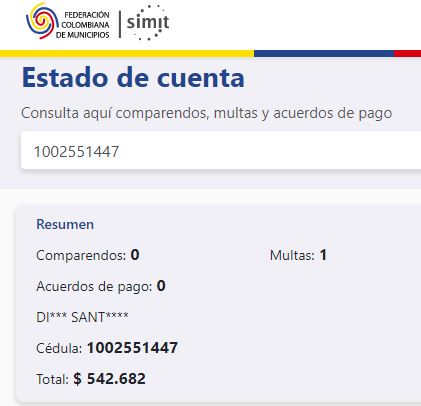 FEDERACIÓN
COLOMBIANA
DE MUNICIPIOS
simit
Estado de cuenta
Consulta aquí comparendos, multas y acuerdos de pago
1002551447
Resumen
Comparendos: 0 Multas: 1
Acuerdos de pago: 0
DI*** SANT****
Cédula: 1002551447
Total: $ 542.682